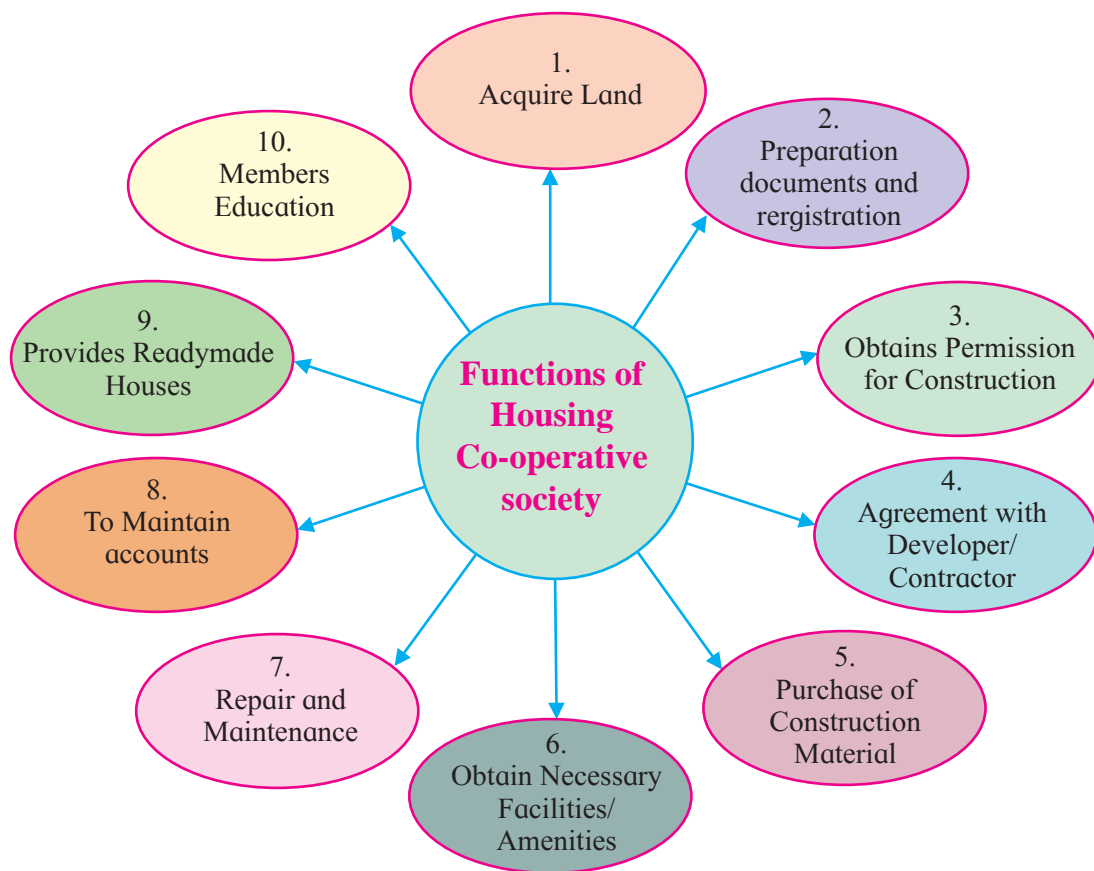 Functions of
Housing
Co-operative
society
1.
Acquire Land
2.
Preparation
documents and
rergistration
3.
Obtains Permission
for Construction
4.
Agreement with
Developer/
Contractor
5.
Purchase of
Construction
Material
6.
Obtain Necessary
Facilities/
Amenities
7.
Repair and
Maintenance
8.
To Maintain
accounts
9.
Provides Readymade
Houses
10.
Members
Education